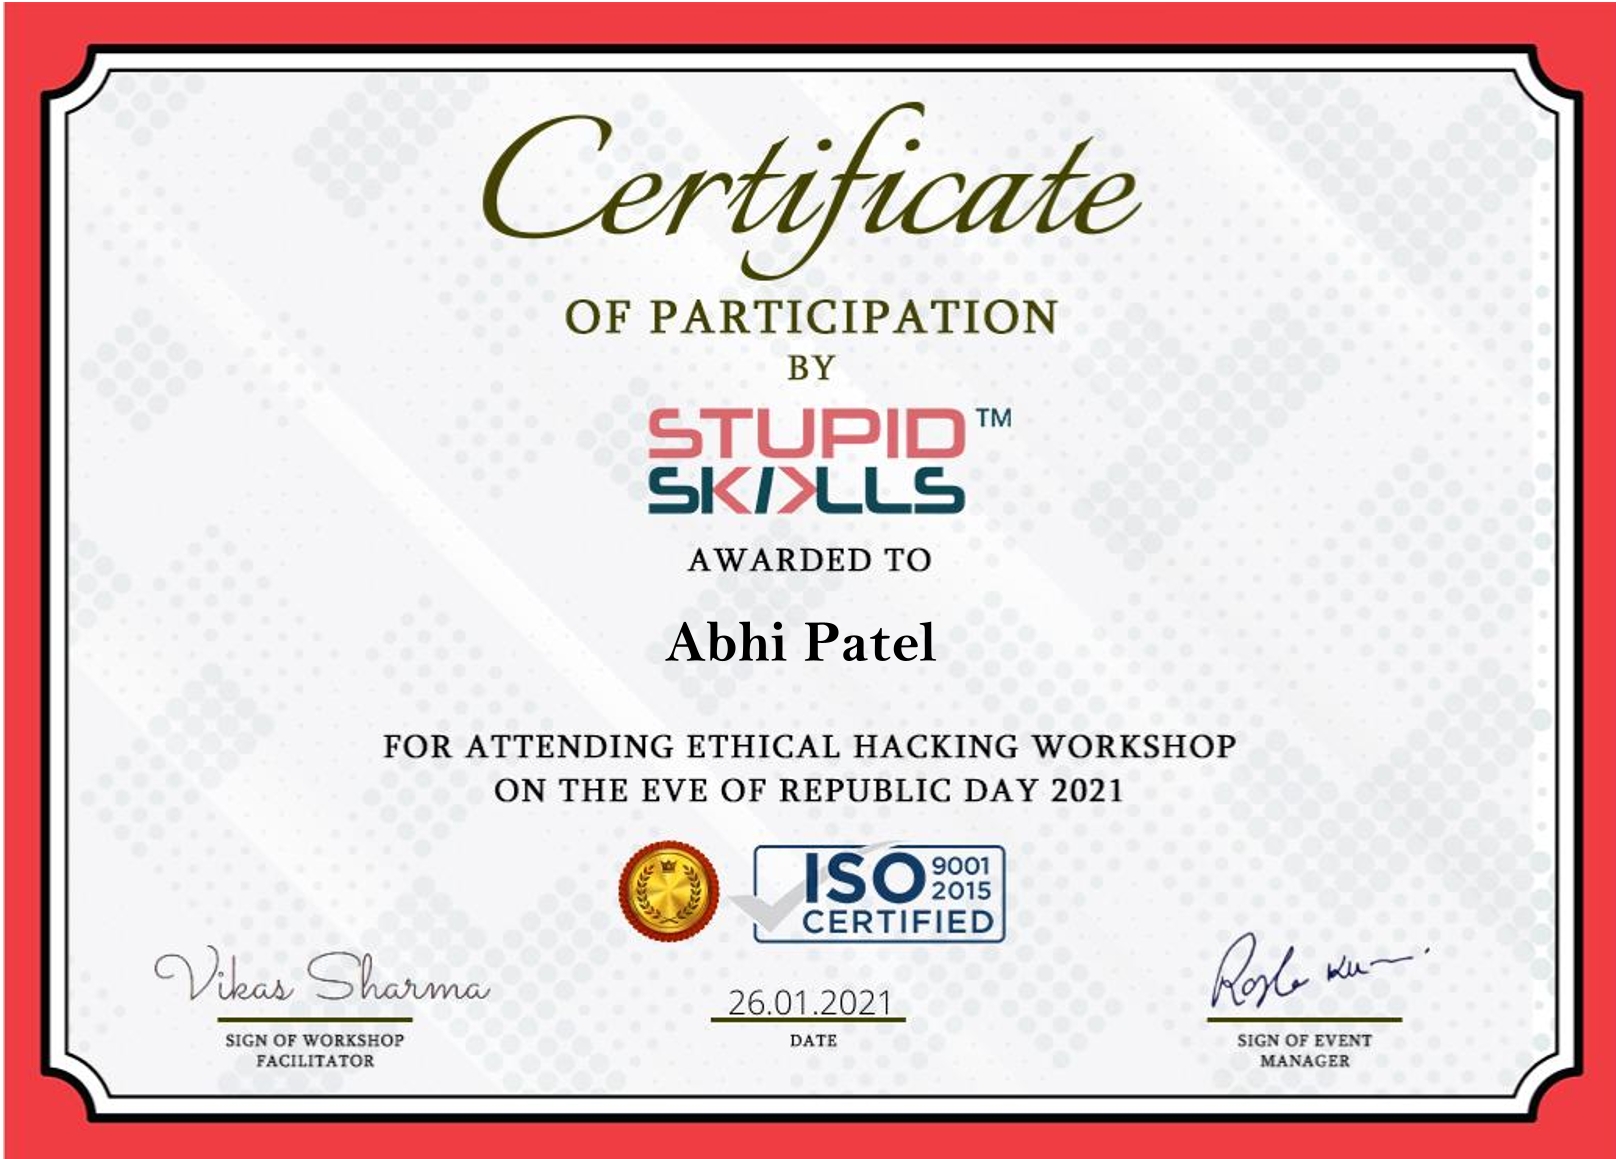 Certificate
OF PARTICIPATION
BY
STUPID TM
SKILLS
AWARDED TO
Abhi Patel
FOR ATTENDING ETHICAL HACKING WORKSHOP
ON THE EVE OF REPUBLIC DAY 2021
ISO 9001
2015
CERTIFIED
Vikas Sharma
26.01.2021
SIGN OF WORKSHOP
FACILITATOR
DATE
SIGN OF EVENT
MANAGER